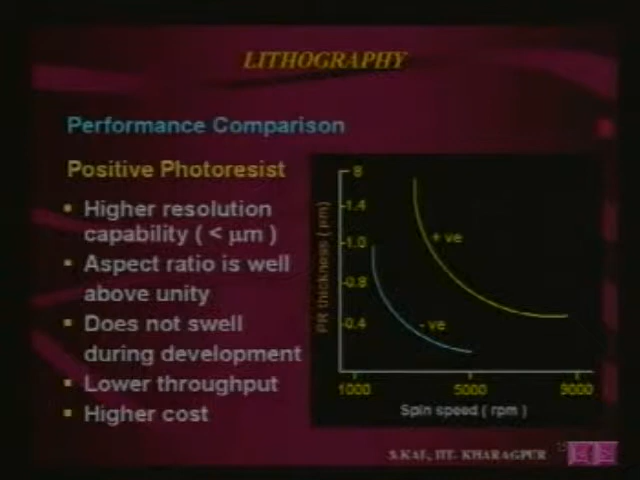 LITHOGRAPHY
Performance Comparison
Positive Photoresist
Higher resolution
capability ( < μm )
Aspect ratio is well
above unity
Does not swell
during development
Lower throughput
Higher cost
8
1.4
1.0
0.8
0.4
PR thickness ( μm)
+ ve
- ve
1000 5000 9000
Spin speed ( rpm )
IIT- KHARAGPUR